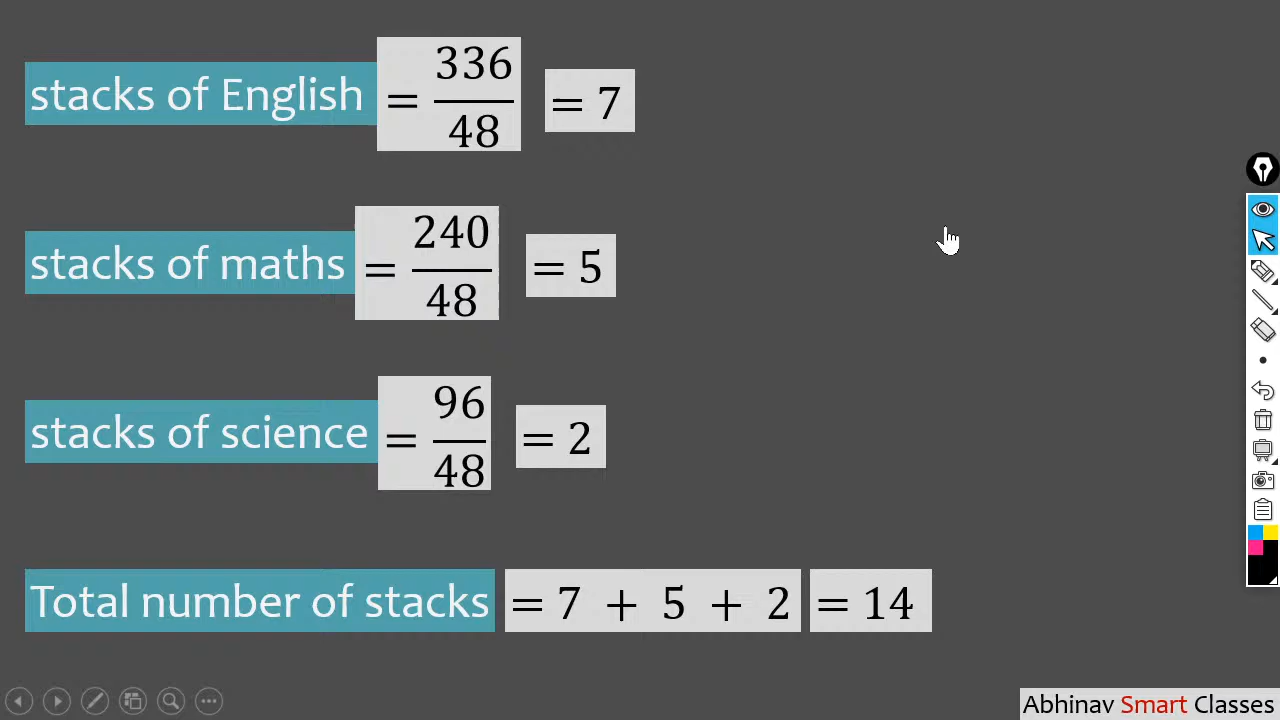 stacks of English = 336/48 = 7
stacks of maths = 240/48 = 5
stacks of science = 96/48 = 2
Total number of stacks = 7 + 5 + 2 = 14
Abhinav Smart Classes